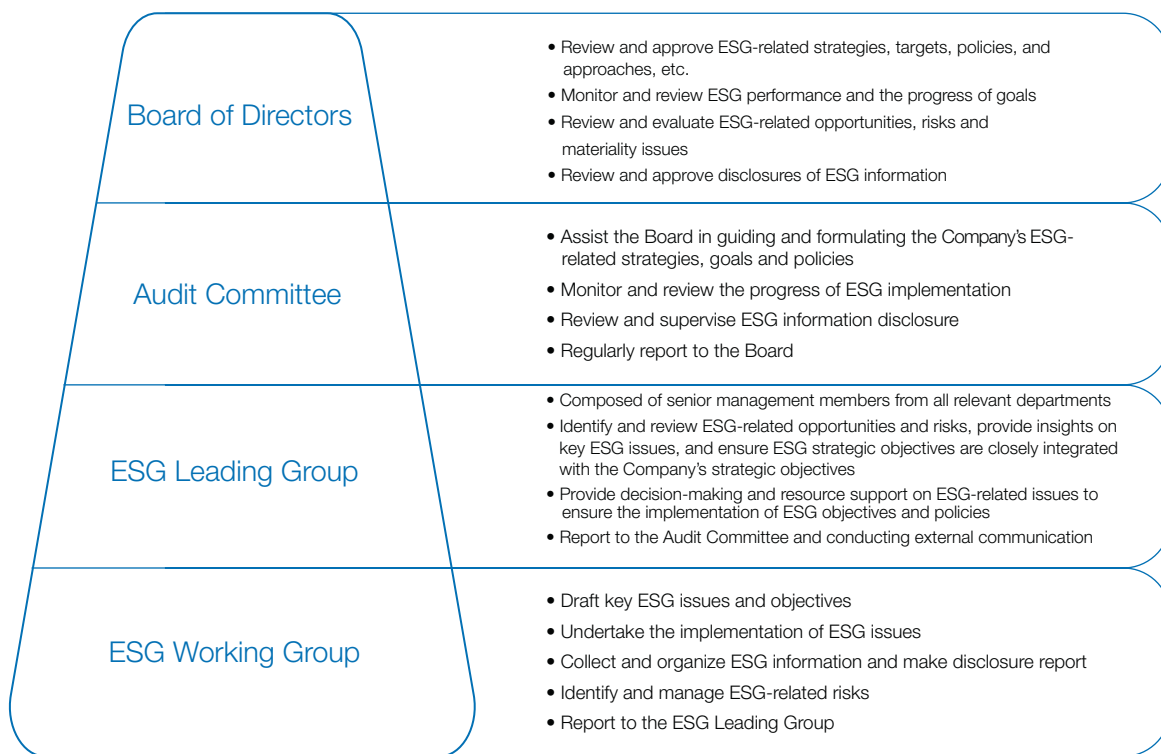 Board of Directors
• Review and approve ESG-related strategies, targets, policies, and
approaches, etc.
• Monitor and review ESG performance and the progress of goals
• Review and evaluate ESG-related opportunities, risks and
materiality issues
• Review and approve disclosures of ESG information
Audit Committee
• Assist the Board in guiding and formulating the Company's ESG-
related strategies, goals and policies
• Monitor and review the progress of ESG implementation
• Review and supervise ESG information disclosure
• Regularly report to the Board
ESG Leading Group
• Composed of senior management members from all relevant departments
• Identify and review ESG-related opportunities and risks, provide insights on
key ESG issues, and ensure ESG strategic objectives are closely integrated
with the Company's strategic objectives
• Provide decision-making and resource support on ESG-related issues to
ensure the implementation of ESG objectives and policies
• Report to the Audit Committee and conducting external communication
ESG Working Group
• Draft key ESG issues and objectives
• Undertake the implementation of ESG issues
• Collect and organize ESG information and make disclosure report
• Identify and manage ESG-related risks
• Report to the ESG Leading Group